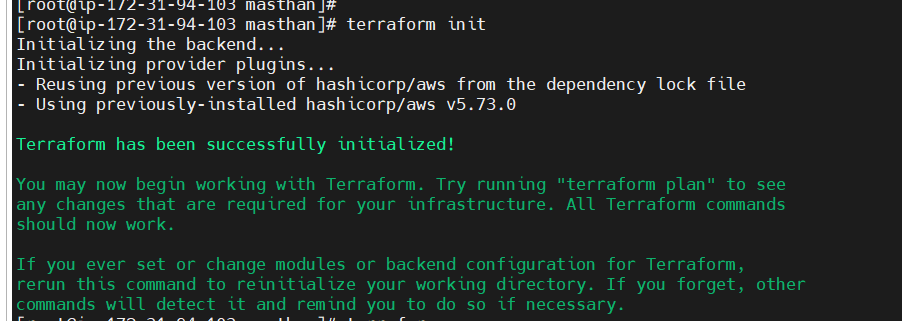 [root@ip-172-31-94-103 masthan]#
[root@ip-172-31-94-103 masthan]# terraform init
Initializing the backend...
Initializing provider plugins...
- Reusing previous version of hashicorp/aws from the dependency lock file
- Using previously-installed hashicorp/aws v5.73.0
Terraform has been successfully initialized!
You may now begin working with Terraform. Try running "terraform plan" to see
any changes that are required for your infrastructure. All Terraform commands
should now work.
If you ever set or change modules or backend configuration for Terraform,
rerun this command to reinitialize your working directory. If you forget, other
commands will detect it and remind you to do so if necessary.